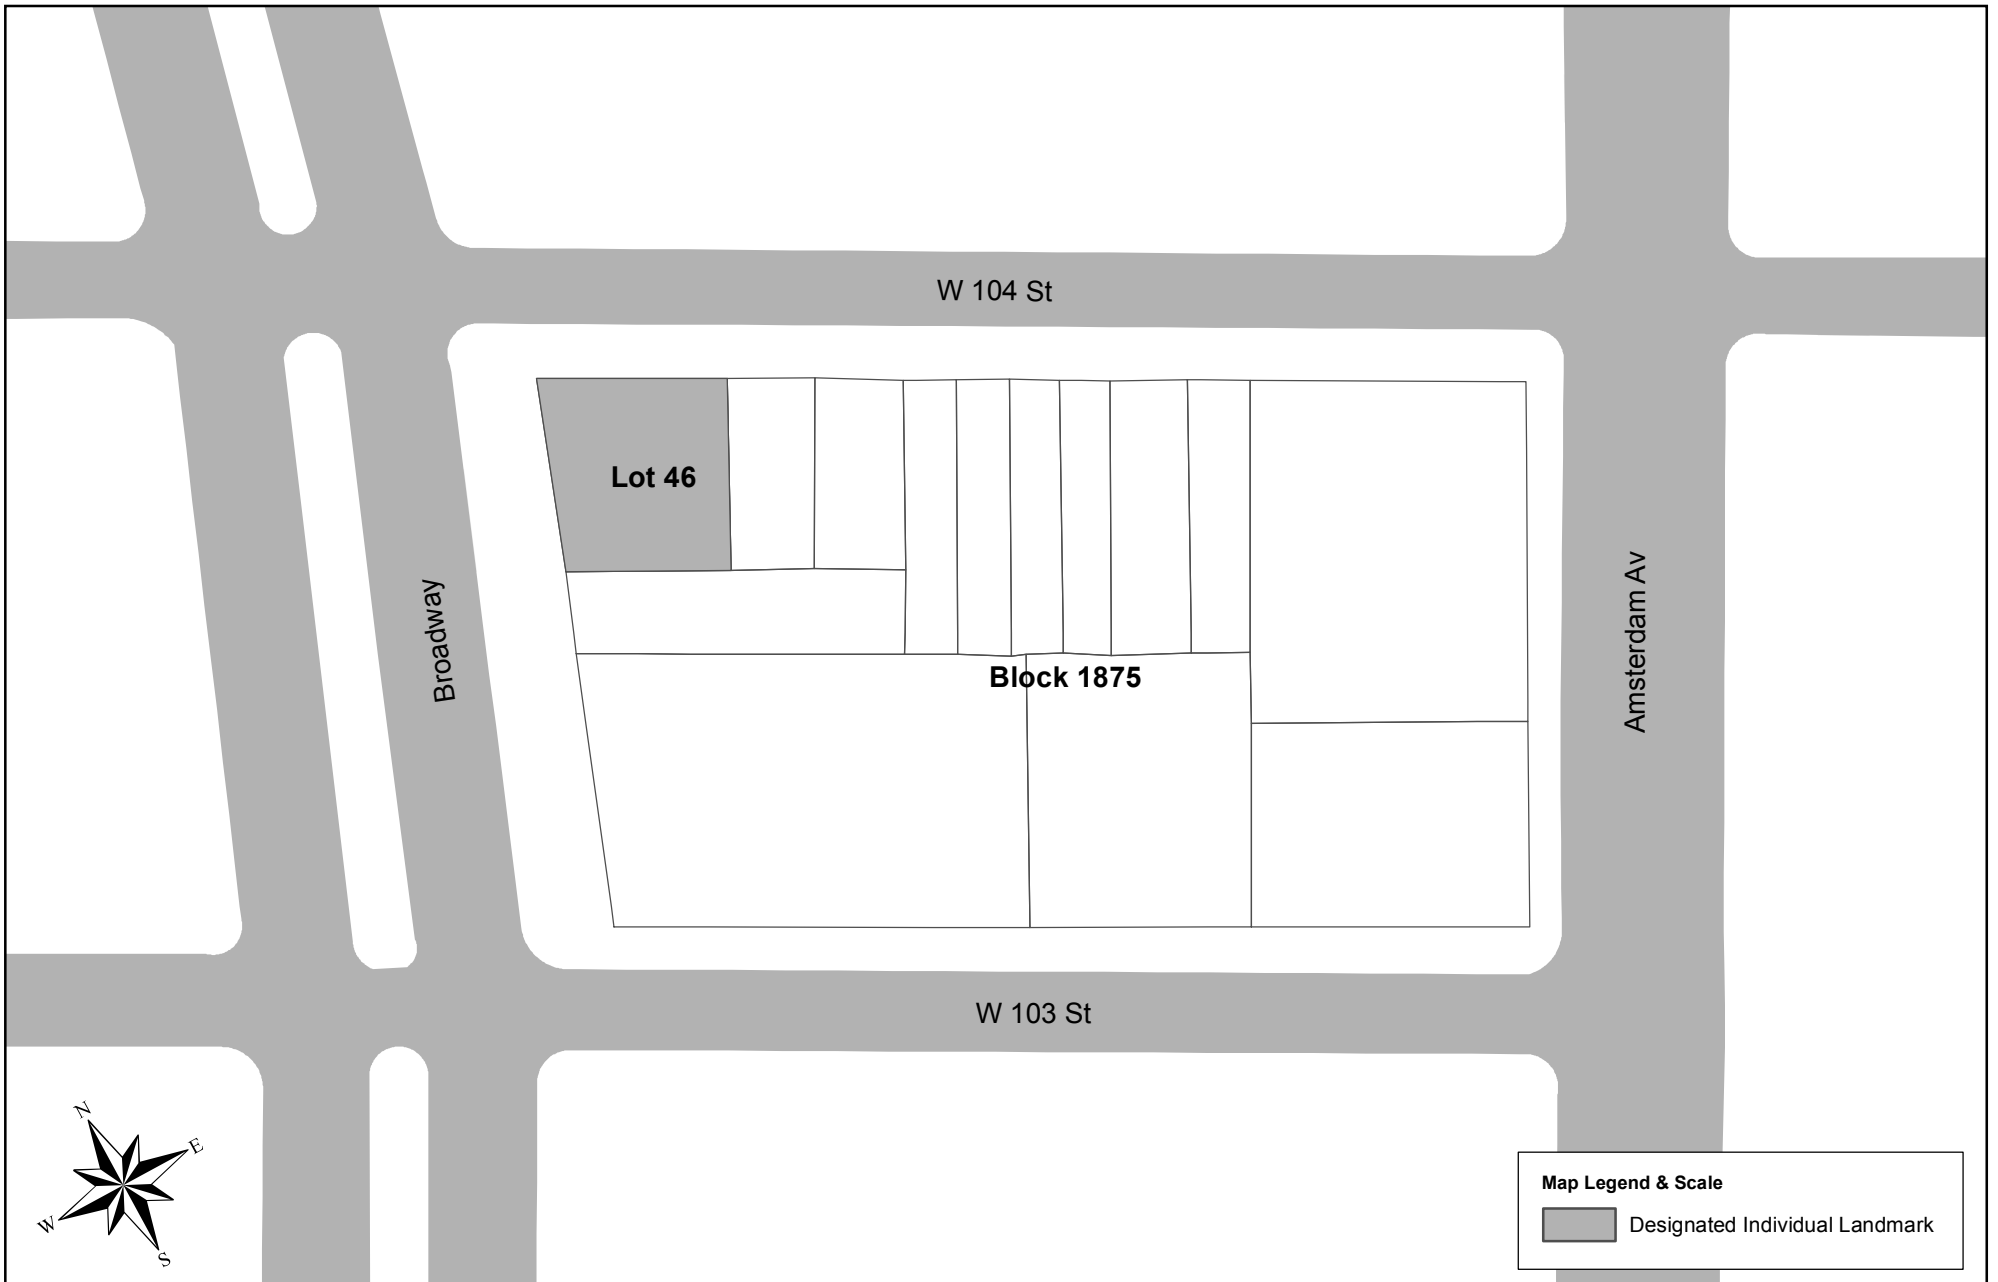 W 104 St
Lot 46
Broadway
Amsterdam Av
Block 1875
W 103 St
N
E
W
S
Map Legend & Scale
Designated Individual Landmark